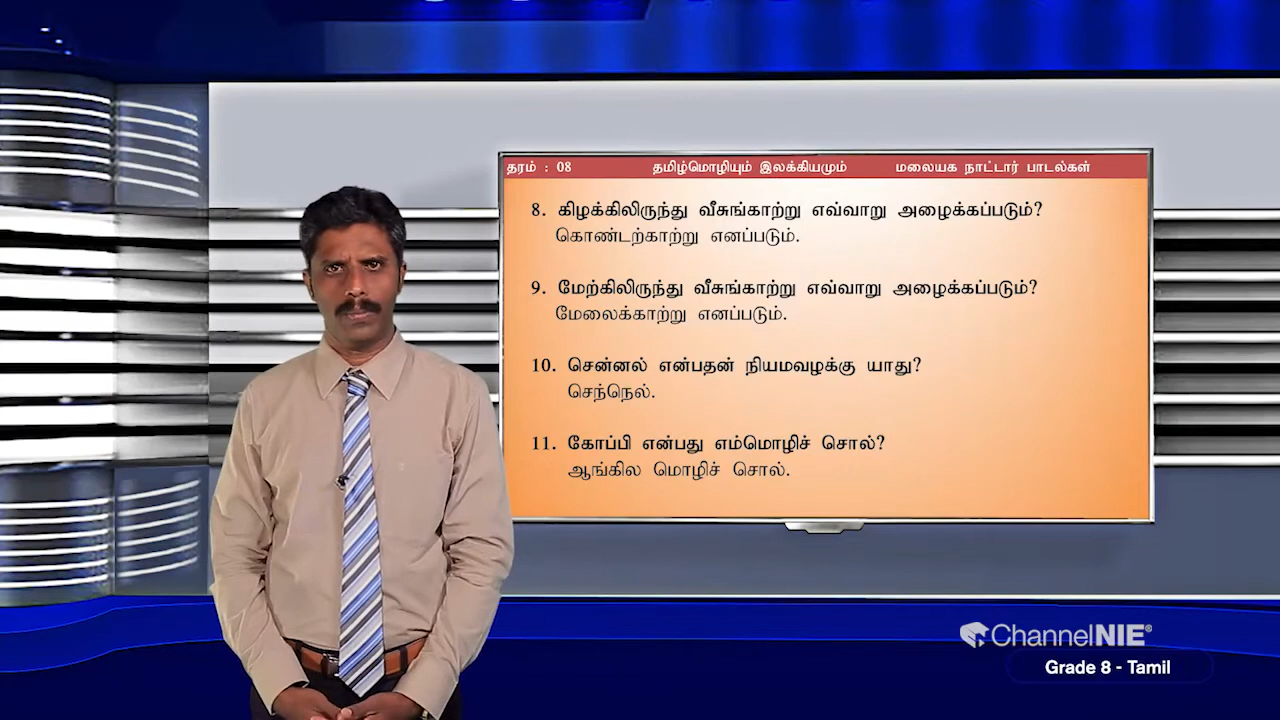 தரம் : 08 தமிழ்மொழியும் இலக்கியமும் மலையக நாட்டார் பாடல்கள்
8. கிழக்கிலிருந்து வீசுங்காற்று எவ்வாறு அழைக்கப்படும்?
கொண்டற்காற்று எனப்படும்.
9. மேற்கிலிருந்து வீசுங்காற்று எவ்வாறு அழைக்கப்படும்?
மேலைக்காற்று எனப்படும்.
10. சென்னல் என்பதன் நியமவழக்கு யாது?
செந்நெல்.
11. கோப்பி என்பது எம்மொழிச் சொல்?
ஆங்கில மொழிச் சொல்.
ChannelNIE®
Grade 8 - Tamil